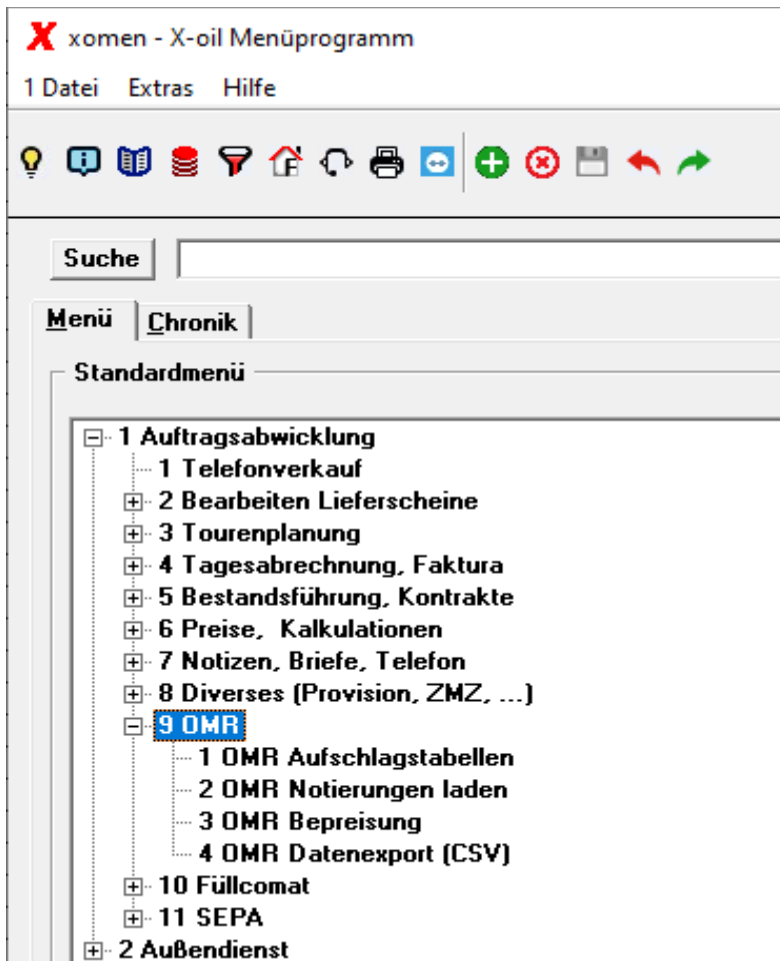 X xomen - X-oil Menüprogramm
1 Datei Extras Hilfe
Suche
Menü Chronik
Standardmenü
1 Auftragsabwicklung
1 Telefonverkauf
2 Bearbeiten Lieferscheine
3 Tourenplanung
4 Tagesabrechnung, Faktura
5 Bestandsführung, Kontrakte
6 Preise, Kalkulationen
7 Notizen, Briefe, Telefon
8 Diverses (Provision, ZMZ, ...)
9 OMR
1 OMR Aufschlagstabellen
2 OMR Notierungen laden
3 OMR Bepreisung
4 OMR Datenexport (CSV)
10 Füllcomat
11 SEPA
2 Außendienst